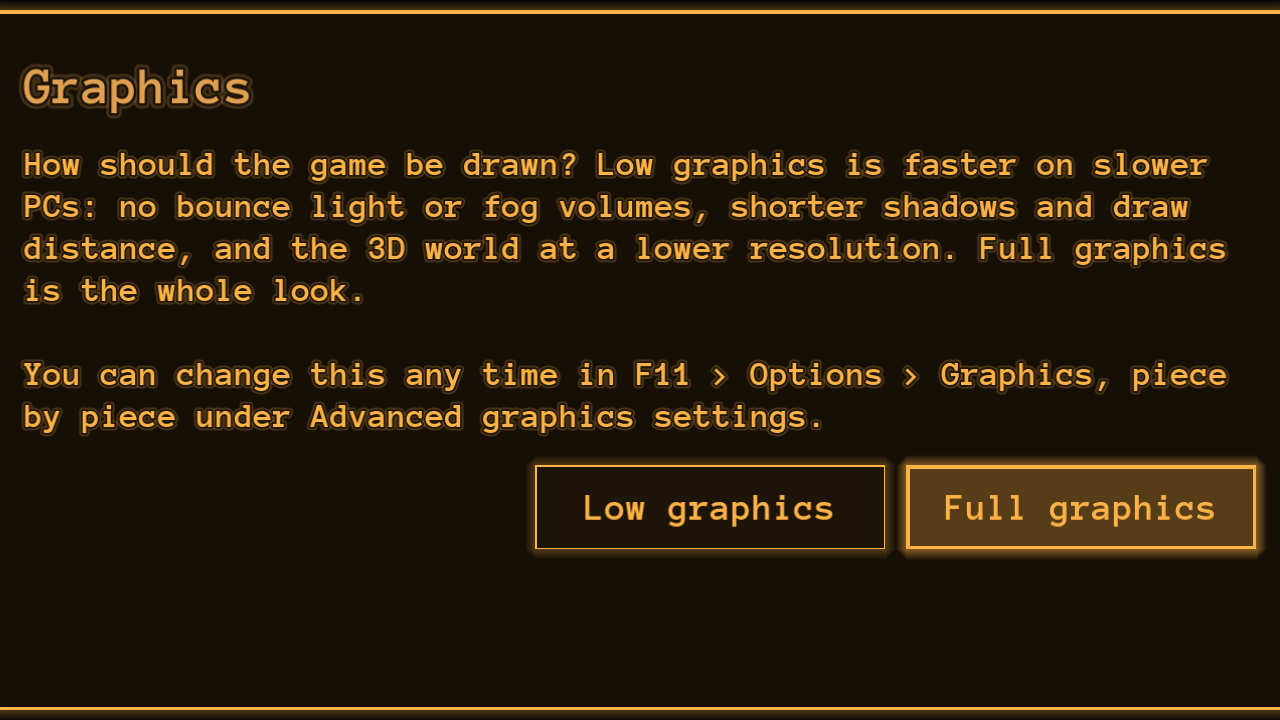 Graphics
How should the game be drawn? Low graphics is faster on slower
PCs: no bounce light or fog volumes, shorter shadows and draw
distance, and the 3D world at a lower resolution. Full graphics
is the whole look.
You can change this any time in F11 > Options > Graphics, piece
by piece under Advanced graphics settings.
Low graphics
Full graphics